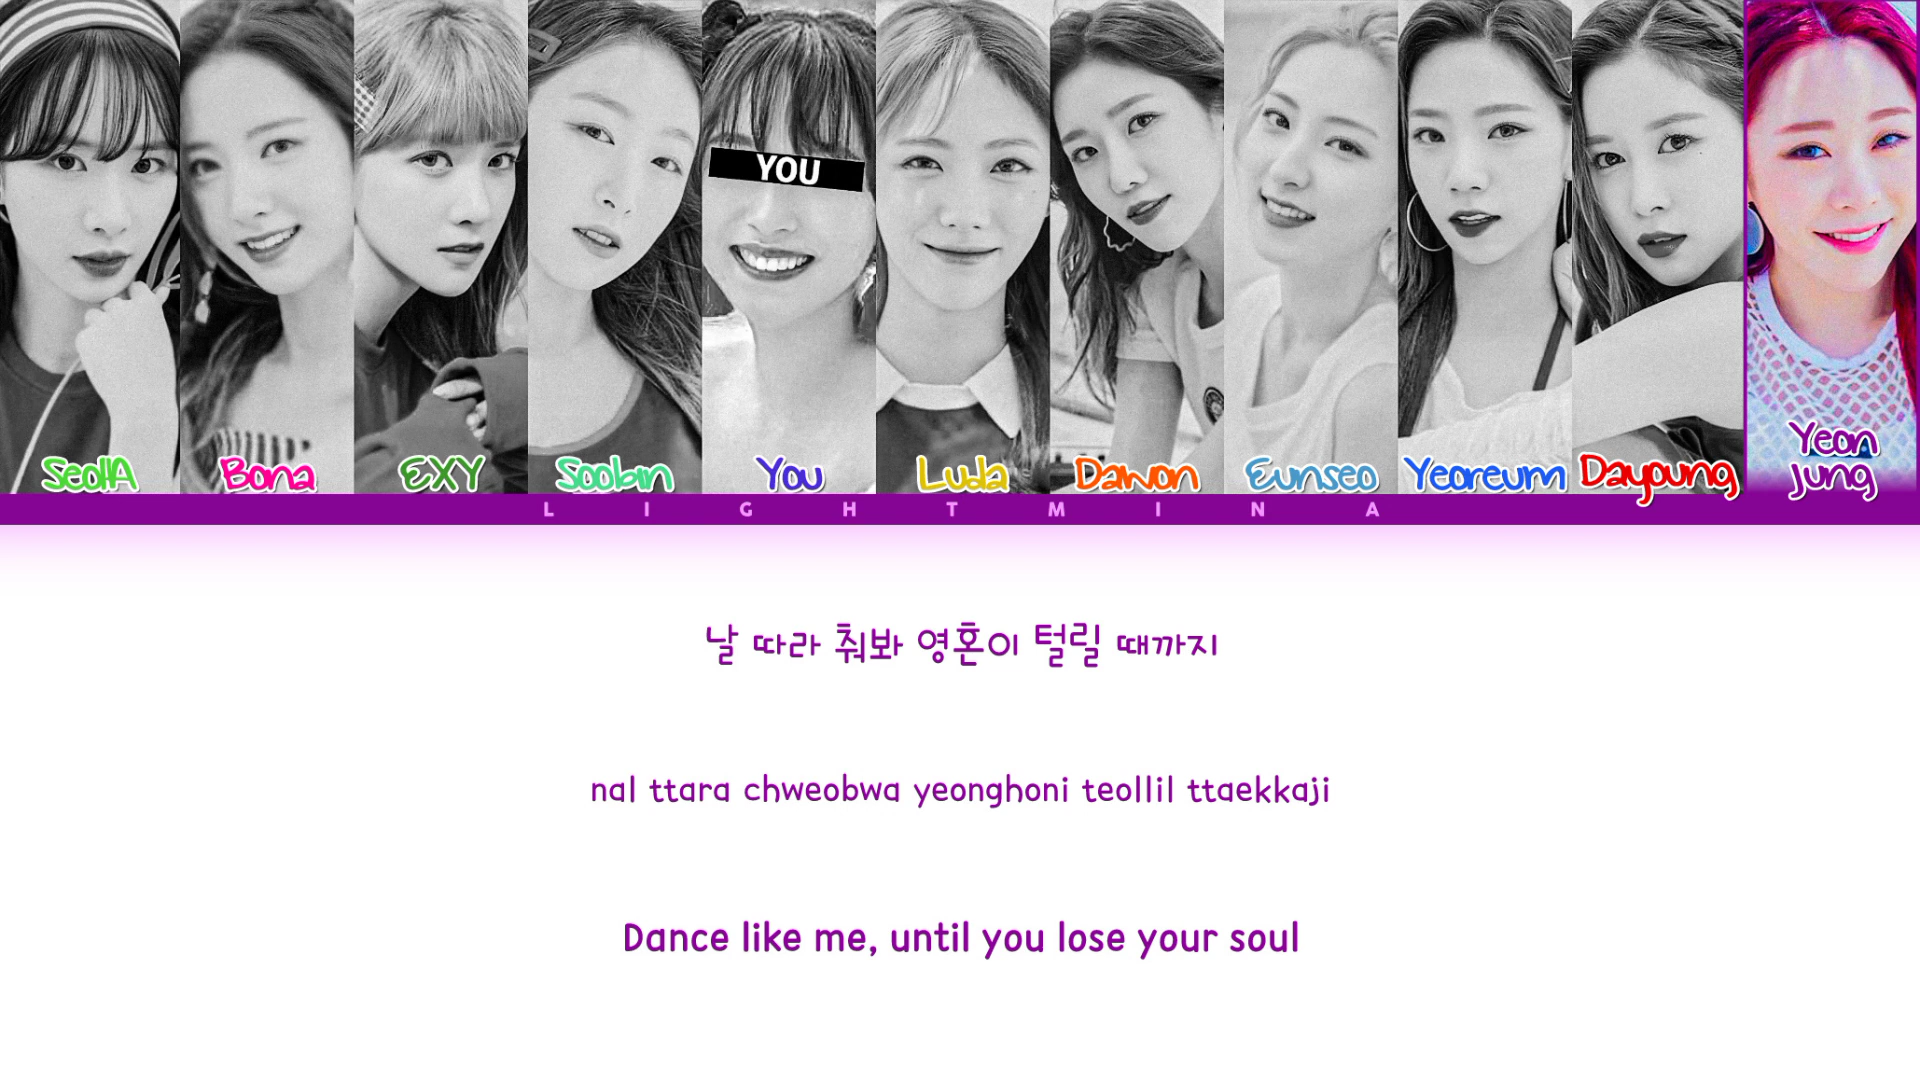 YOU
SeolA Bona EXY Soobin You Luda Dawon Eunseo Yeoreum Dayoung Yeon
Jung
LIGHTMINA
날 따라 춰봐 영혼이 털릴 때까지
nal ttara chweobwa yeonghoni teollil ttaekkaji
Dance like me, until you lose your soul